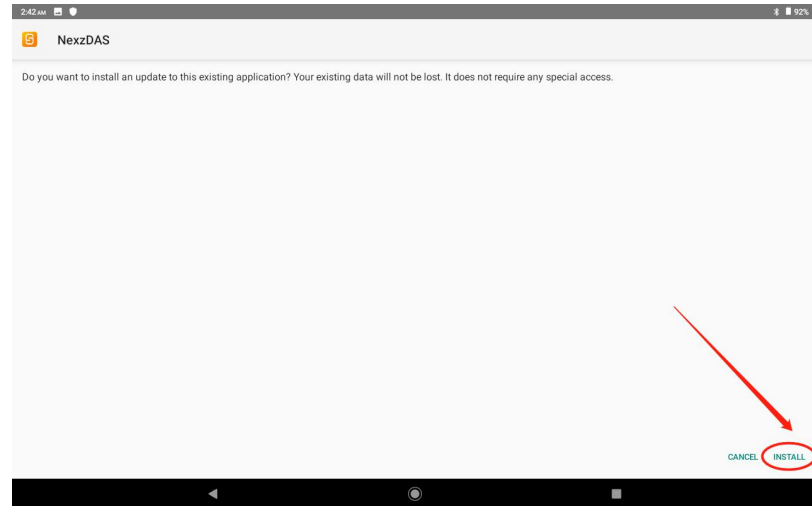 2:42 AM 92%
NexzDAS
Do you want to install an update to this existing application? Your existing data will not be lost. It does not require any special access.
CANCEL INSTALL